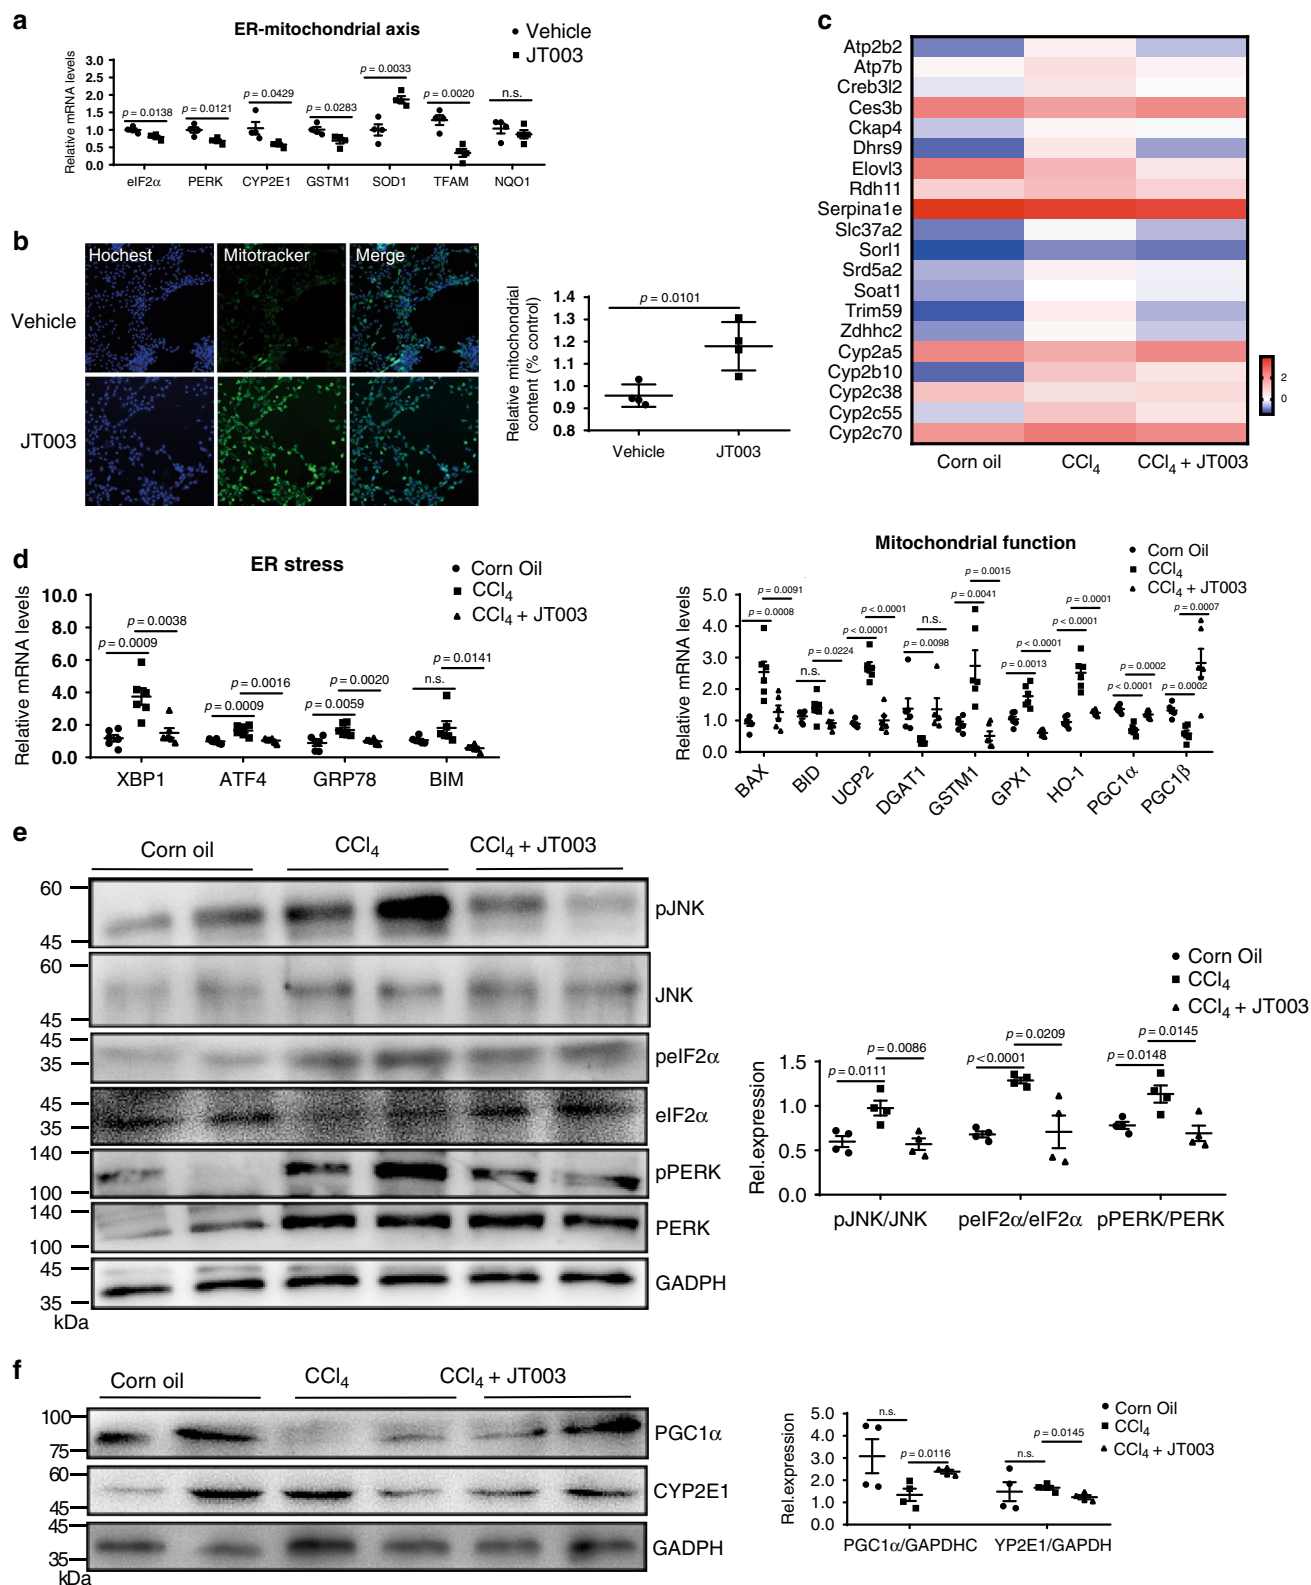 a
ER-mitochondrial axis
Vehicle
JT003
Relative mRNA levels
3.0
2.5
2.0
1.5
1.0
0.5
0.0
p = 0.0138
p = 0.0121
p = 0.0429
p = 0.0283
p = 0.0033
p = 0.0020
n.s.
eIF2α
PERK
CYP2E1
GSTM1
SOD1
TFAM
NQO1
b
Hochest
Mitotracker
Merge
Vehicle
JT003
Relative mitochondrial
content (% control)
1.4
1.3
1.2
1.1
1.0
0.9
0.8
p = 0.0101
Vehicle
JT003
c
Atp2b2
Atp7b
Creb3l2
Ces3b
Ckap4
Dhrs9
Elovl3
Rdh11
Serpina1e
Slc37a2
Sorl1
Srd5a2
Soat1
Trim59
Zdhhc2
Cyp2a5
Cyp2b10
Cyp2c38
Cyp2c55
Cyp2c70
Corn oil
CCl4
CCl4 + JT003
2
0
d
ER stress
Corn Oil
CCl4
CCl4 + JT003
Relative mRNA levels
10.0
8.0
6.0
4.0
2.0
0.0
p = 0.0038
p = 0.0009
p = 0.0016
p = 0.0009
p = 0.0020
p = 0.0059
p = 0.0141
n.s.
XBP1
ATF4
GRP78
BIM
Mitochondrial function
Corn Oil
CCl4
CCl4 + JT003
Relative mRNA levels
5.0
4.0
3.0
2.0
1.0
0.0
p = 0.0091
p = 0.0008
p = 0.0224
n.s.
p < 0.0001
p < 0.0001
n.s.
p = 0.0098
p = 0.0015
p = 0.0041
p < 0.0001
p = 0.0013
p = 0.0001
p < 0.0001
p = 0.0002
p < 0.0001
p = 0.0007
p = 0.0002
BAX
BID
UCP2
DGAT1
GSTM1
GPX1
HO-1
PGC1α
PGC1β
e
Corn oil
CCl4
CCl4 + JT003
60
45
pJNK
60
45
JNK
45
35
peIF2α
45
35
eIF2α
140
100
pPERK
140
100
PERK
45
35
GADPH
kDa
Corn Oil
CCl4
CCl4 + JT003
Rel.expression
1.5
1.0
0.5
0.0
p = 0.0086
p = 0.0111
p = 0.0209
p < 0.0001
p = 0.0145
p = 0.0148
pJNK/JNK
peIF2α/eIF2α
pPERK/PERK
f
Corn oil
CCl4
CCl4 + JT003
100
75
PGC1α
60
45
CYP2E1
45
35
GADPH
kDa
Corn Oil
CCl4
CCl4 + JT003
Rel.expression
5.0
4.0
3.0
2.0
1.0
0.0
n.s.
p = 0.0116
n.s.
p = 0.0145
PGC1α/GAPDHC
YP2E1/GAPDH